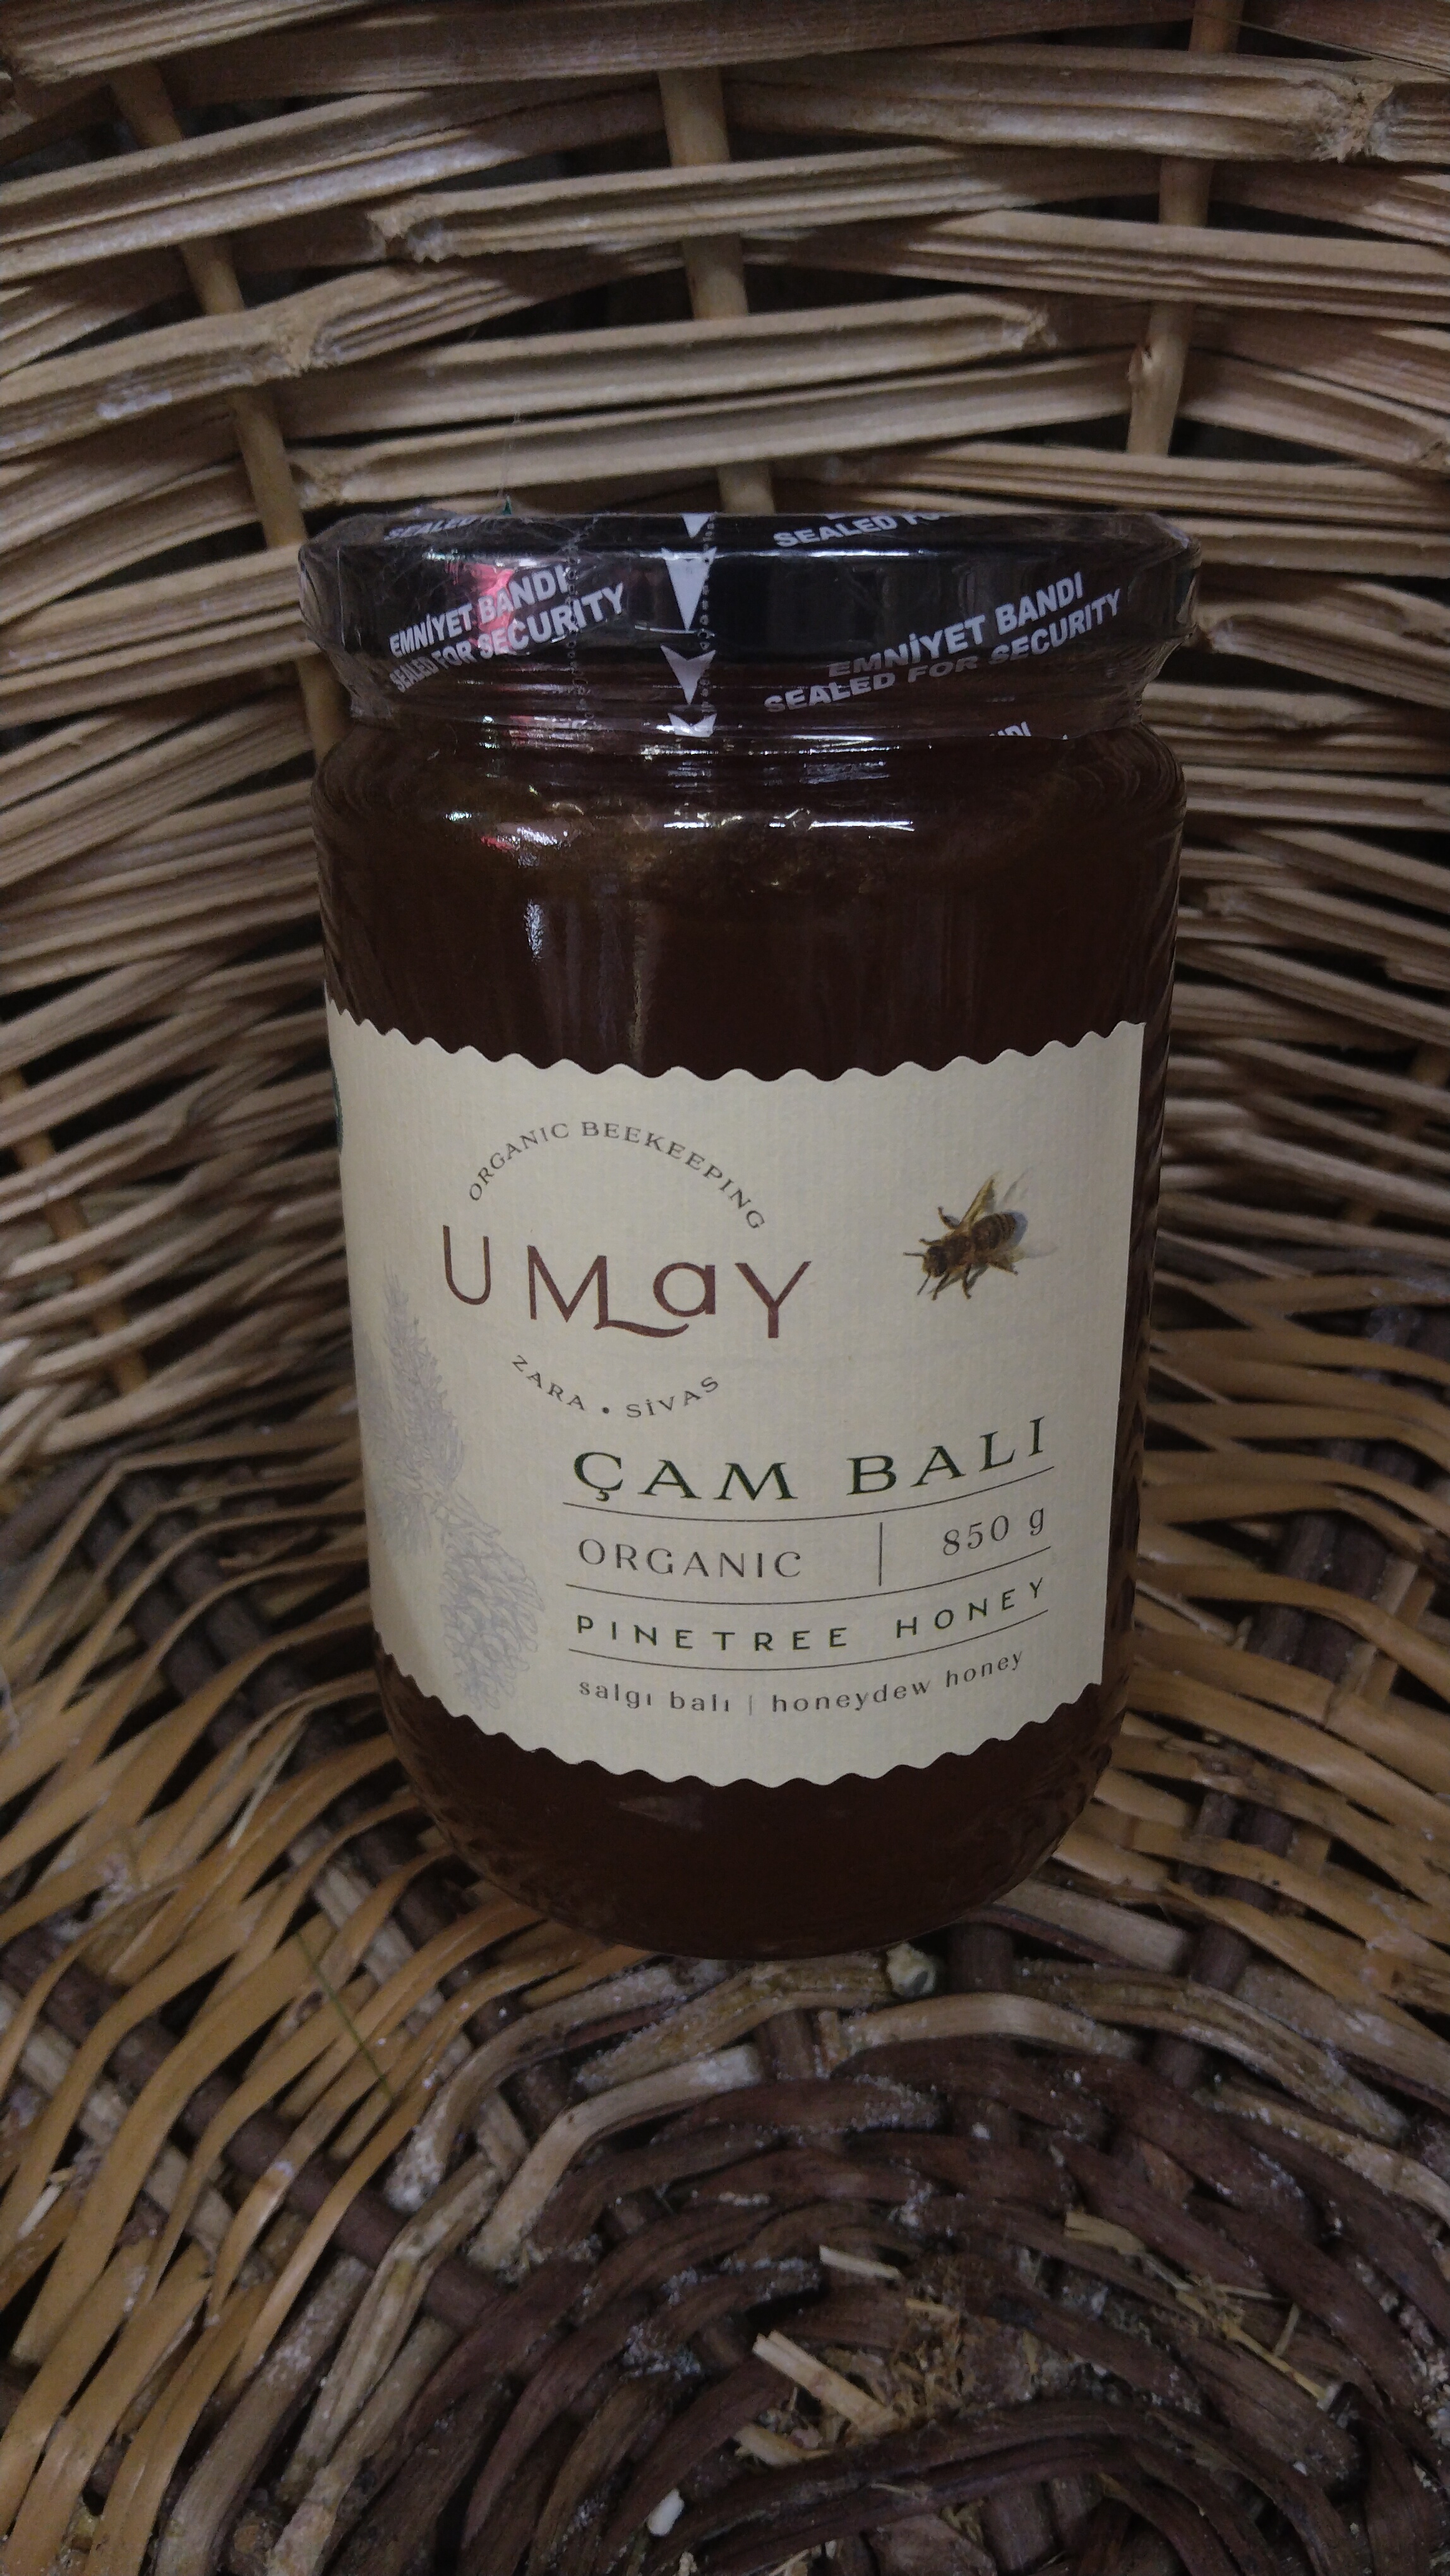 SEALED
SEALED FOR
EMNİYET BANDI
SEALED FOR SECURITY
EMNİYET BANDI
SEALED FOR SECURITY
ORGANIC BEEKEEPING
UMAY
ZARA • SİVAS
ÇAM BALI
ORGANIC | 850 g
PINETREE HONEY
salgı balı | honeydew honey